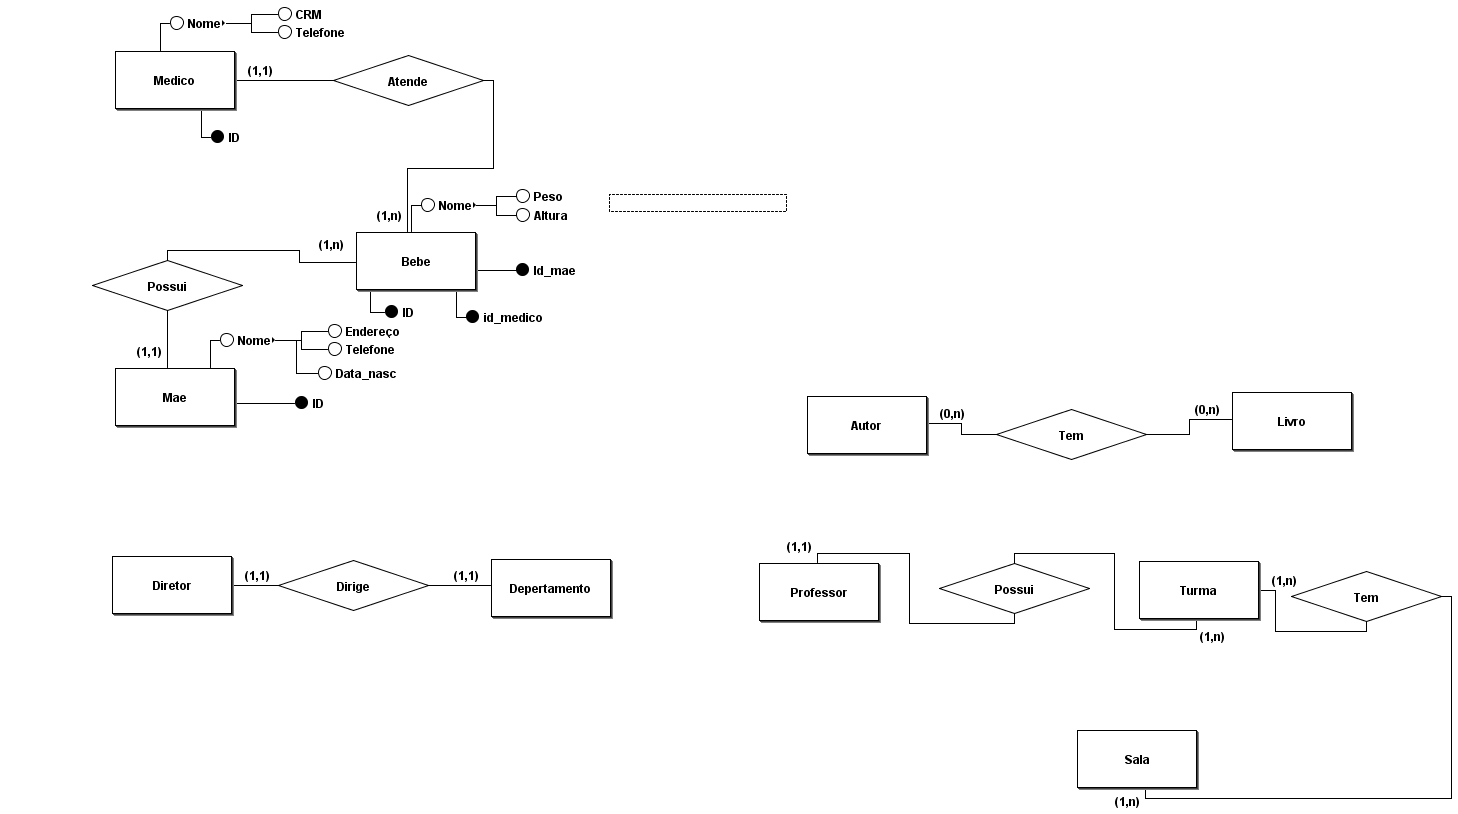 CRM
Nome
Telefone
(1,1)
Medico
Atende
ID
Peso
Nome
(1,n)
Altura
(1,n)
Bebe
Id_mae
Possui
ID
id_medico
Endereço
Nome
Telefone
(1,1)
Data_nasc
Mae
ID
(0,n)
(0,n)
Autor
Tem
Livro
Diretor
(1,1)
Dirige
(1,1)
Depertamento
(1,1)
Professor
Possui
Turma
(1,n)
Tem
(1,n)
Sala
(1,n)